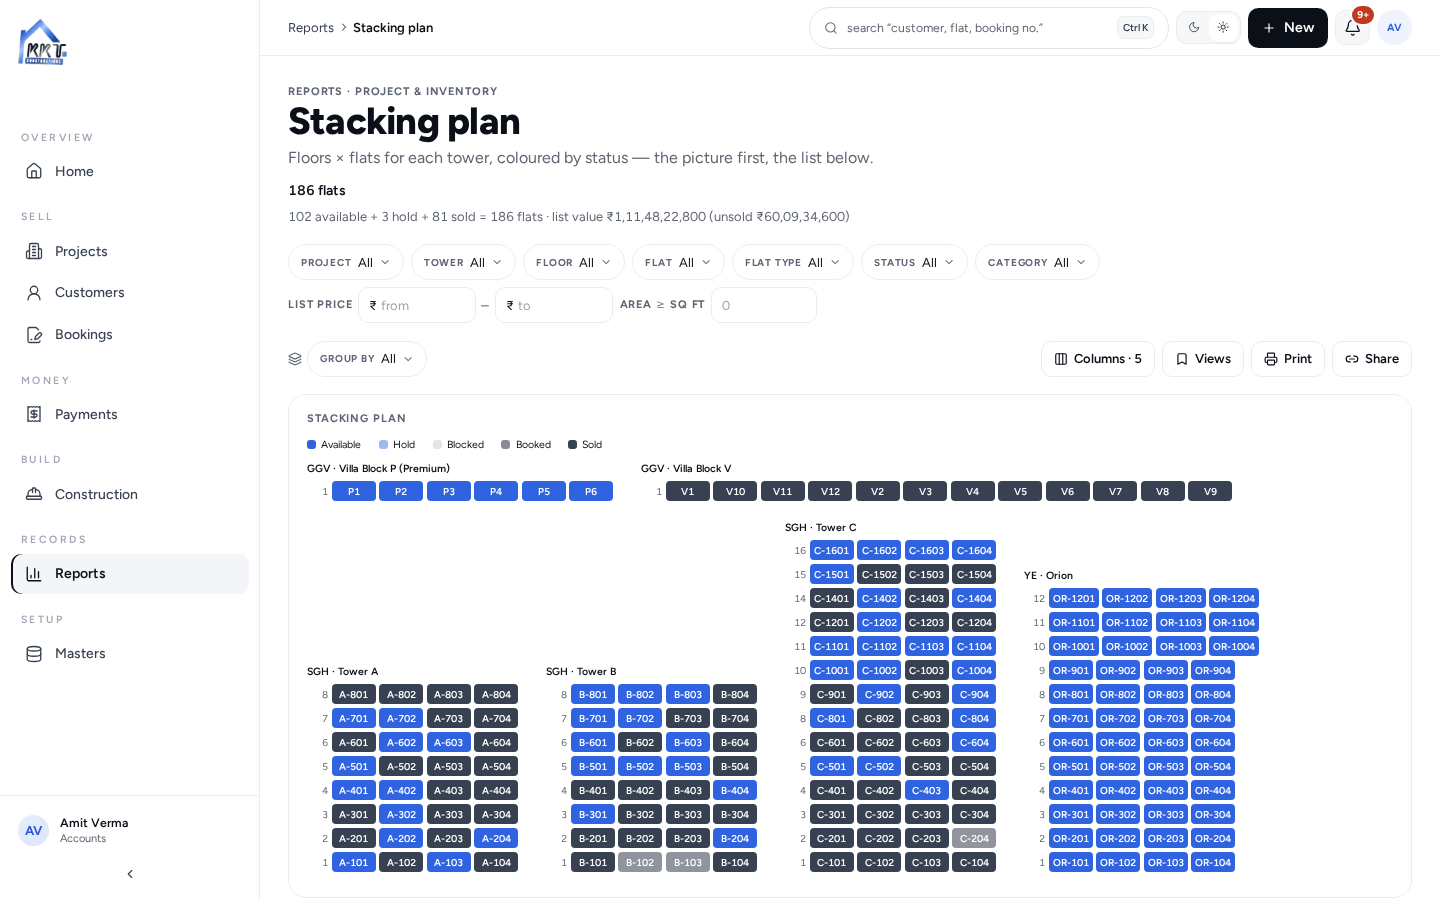 RRT
CONSTRUCTIONS
Reports > Stacking plan
search “customer, flat, booking no.”
Ctrl K
New
9+
AV
OVERVIEW
Home
SELL
Projects
Customers
Bookings
MONEY
Payments
BUILD
Construction
RECORDS
Reports
SETUP
Masters
AV
Amit Verma
Accounts
REPORTS · PROJECT & INVENTORY
Stacking plan
Floors × flats for each tower, coloured by status — the picture first, the list below.
186 flats
102 available + 3 hold + 81 sold = 186 flats · list value ₹1,11,48,22,800 (unsold ₹60,09,34,600)
PROJECT All TOWER All FLOOR All FLAT All FLAT TYPE All STATUS All CATEGORY All
LIST PRICE ₹ from – ₹ to AREA ≥ SQ FT 0
GROUP BY All
Columns · 5 Views Print Share
STACKING PLAN
Available Hold Blocked Booked Sold
GGV · Villa Block P (Premium)
1 P1 P2 P3 P4 P5 P6
GGV · Villa Block V
1 V1 V10 V11 V12 V2 V3 V4 V5 V6 V7 V8 V9
SGH · Tower A
8 A-801 A-802 A-803 A-804
7 A-701 A-702 A-703 A-704
6 A-601 A-602 A-603 A-604
5 A-501 A-502 A-503 A-504
4 A-401 A-402 A-403 A-404
3 A-301 A-302 A-303 A-304
2 A-201 A-202 A-203 A-204
1 A-101 A-102 A-103 A-104
SGH · Tower B
8 B-801 B-802 B-803 B-804
7 B-701 B-702 B-703 B-704
6 B-601 B-602 B-603 B-604
5 B-501 B-502 B-503 B-504
4 B-401 B-402 B-403 B-404
3 B-301 B-302 B-303 B-304
2 B-201 B-202 B-203 B-204
1 B-101 B-102 B-103 B-104
SGH · Tower C
16 C-1601 C-1602 C-1603 C-1604
15 C-1501 C-1502 C-1503 C-1504
14 C-1401 C-1402 C-1403 C-1404
12 C-1201 C-1202 C-1203 C-1204
11 C-1101 C-1102 C-1103 C-1104
10 C-1001 C-1002 C-1003 C-1004
9 C-901 C-902 C-903 C-904
8 C-801 C-802 C-803 C-804
6 C-601 C-602 C-603 C-604
5 C-501 C-502 C-503 C-504
4 C-401 C-402 C-403 C-404
3 C-301 C-302 C-303 C-304
2 C-201 C-202 C-203 C-204
1 C-101 C-102 C-103 C-104
YE · Orion
12 OR-1201 OR-1202 OR-1203 OR-1204
11 OR-1101 OR-1102 OR-1103 OR-1104
10 OR-1001 OR-1002 OR-1003 OR-1004
9 OR-901 OR-902 OR-903 OR-904
8 OR-801 OR-802 OR-803 OR-804
7 OR-701 OR-702 OR-703 OR-704
6 OR-601 OR-602 OR-603 OR-604
5 OR-501 OR-502 OR-503 OR-504
4 OR-401 OR-402 OR-403 OR-404
3 OR-301 OR-302 OR-303 OR-304
2 OR-201 OR-202 OR-203 OR-204
1 OR-101 OR-102 OR-103 OR-104